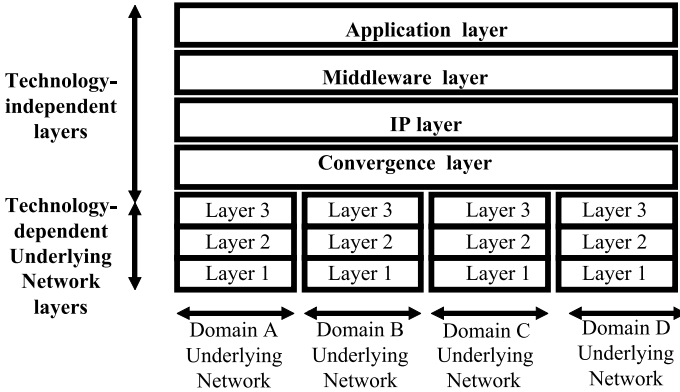 Application layer
Middleware layer
IP layer
Convergence layer
Technology-
independent
layers
Technology-
dependent
Underlying
Network
layers
Layer 3
Layer 3
Layer 3
Layer 3
Layer 2
Layer 2
Layer 2
Layer 2
Layer 1
Layer 1
Layer 1
Layer 1
Domain A
Underlying
Network
Domain B
Underlying
Network
Domain C
Underlying
Network
Domain D
Underlying
Network